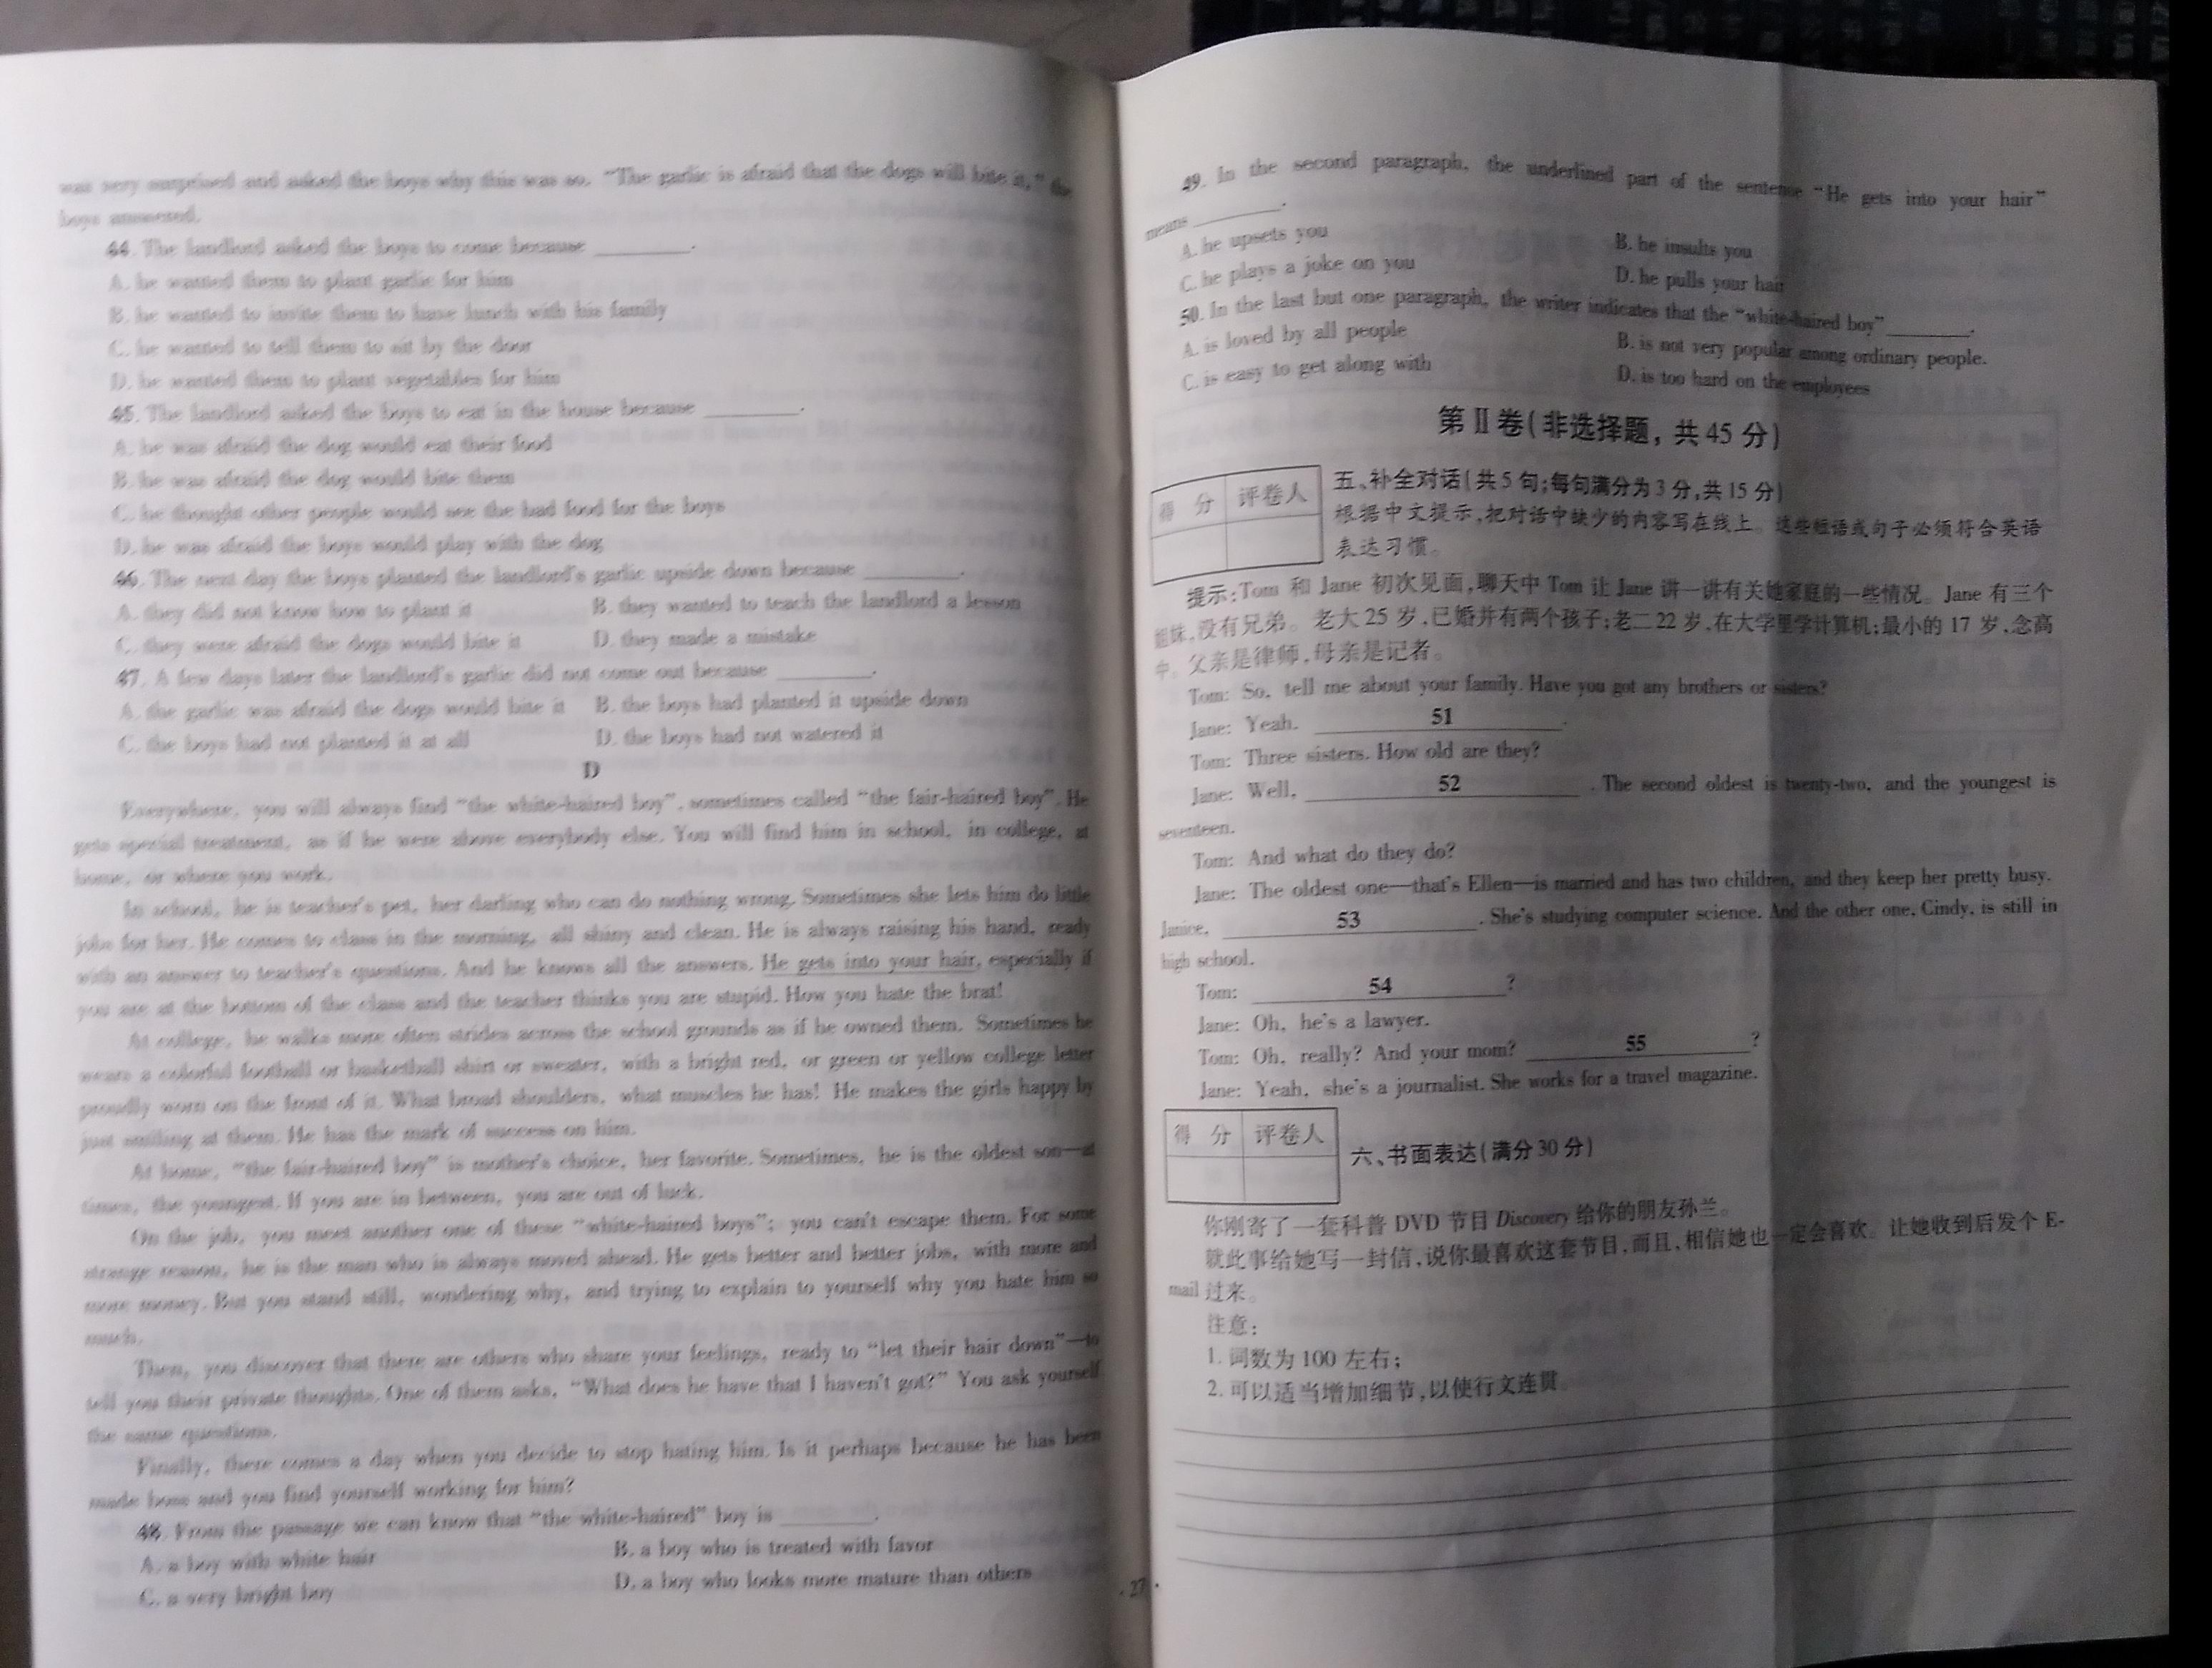 was very surprised and asked the boys why this was so. “The garlic is afraid that the dogs will bite it,” the
boys answered.
44. The landlord asked the boys to come because ________.
A. he wanted them to plant garlic for him
B. he wanted to invite them to have lunch with his family
C. he wanted to tell them to sit by the door
D. he wanted them to plant vegetables for him
45. The landlord asked the boys to eat in the house because ________.
A. he was afraid the dog would eat their food
B. he was afraid the dog would bite them
C. he thought other people would see the bad food for the boys
D. he was afraid the boys would play with the dog
46. The next day the boys planted the landlord's garlic upside down because ________.
A. they did not know how to plant it B. they wanted to teach the landlord a lesson
C. they were afraid the dogs would bite it D. they made a mistake
47. A few days later the landlord's garlic did not come out because ________.
A. the garlic was afraid the dogs would bite it B. the boys had planted it upside down
C. the boys had not planted it at all D. the boys had not watered it
D
Everywhere, you will always find “the white-haired boy”, sometimes called “the fair-haired boy”. He
gets special treatment, as if he were above everybody else. You will find him in school, in college, at
home, or where you work.
In school, he is teacher's pet, her darling who can do nothing wrong. Sometimes she lets him do little
jobs for her. He comes to class in the morning, all shiny and clean. He is always raising his hand, ready
with an answer to teacher's questions. And he knows all the answers. He gets into your hair, especially if
you are at the bottom of the class and the teacher thinks you are stupid. How you hate the brat!
At college, he walks more often strides across the school grounds as if he owned them. Sometimes he
wears a colorful football or basketball shirt or sweater, with a bright red, or green or yellow college letter
proudly worn on the front of it. What broad shoulders, what muscles he has! He makes the girls happy by
just smiling at them. He has the mark of success on him.
At home, “the fair-haired boy” is mother's choice, her favorite. Sometimes, he is the oldest son—at
times, the youngest. If you are in between, you are out of luck.
On the job, you meet another one of these “white-haired boys”; you can't escape them. For some
strange reason, he is the man who is always moved ahead. He gets better and better jobs, with more and
more money. But you stand still, wondering why, and trying to explain to yourself why you hate him so
much.
Then, you discover that there are others who share your feelings, ready to “let their hair down”—to
tell you their private thoughts. One of them asks, “What does he have that I haven't got?” You ask yourself
the same questions.
Finally, there comes a day when you decide to stop hating him. Is it perhaps because he has been
made boss and you find yourself working for him?
48. From the passage we can know that “the white-haired” boy is ________.
A. a boy with white hair B. a boy who is treated with favor
C. a very bright boy D. a boy who looks more mature than others
· 27 ·
49. In the second paragraph, the underlined part of the sentence “He gets into your hair”
means ________.
A. he upsets you B. he insults you
C. he plays a joke on you D. he pulls your hair
50. In the last but one paragraph, the writer indicates that the “white-haired boy” ________.
A. is loved by all people B. is not very popular among ordinary people.
C. is easy to get along with D. is too hard on the employees
第Ⅱ卷(非选择题, 共 45 分)
得 分 评卷人
五、补全对话(共 5 句;每句满分为 3 分,共 15 分)
根据中文提示,把对话中缺少的内容写在线上。这些短语或句子必须符合英语
表达习惯。
提示:Tom 和 Jane 初次见面,聊天中 Tom 让 Jane 讲一讲有关她家庭的一些情况。Jane 有三个
姐妹,没有兄弟。老大 25 岁,已婚并有两个孩子;老二 22 岁,在大学里学计算机;最小的 17 岁,念高
中。父亲是律师,母亲是记者。
Tom: So, tell me about your family. Have you got any brothers or sisters?
Jane: Yeah. ____51____.
Tom: Three sisters. How old are they?
Jane: Well, ____52____. The second oldest is twenty-two, and the youngest is
seventeen.
Tom: And what do they do?
Jane: The oldest one—that's Ellen—is married and has two children, and they keep her pretty busy.
Janice, ____53____. She's studying computer science. And the other one, Cindy, is still in
high school.
Tom: ____54____?
Jane: Oh, he's a lawyer.
Tom: Oh, really? And your mom? ____55____?
Jane: Yeah, she's a journalist. She works for a travel magazine.
得 分 评卷人
六、书面表达(满分 30 分)
你刚寄了一套科普 DVD 节目 Discovery 给你的朋友孙兰。
就此事给她写一封信,说你最喜欢这套节目,而且,相信她也一定会喜欢。让她收到后发个 E-
mail 过来。
注意:
1. 词数为 100 左右;
2. 可以适当增加细节,以使行文连贯。